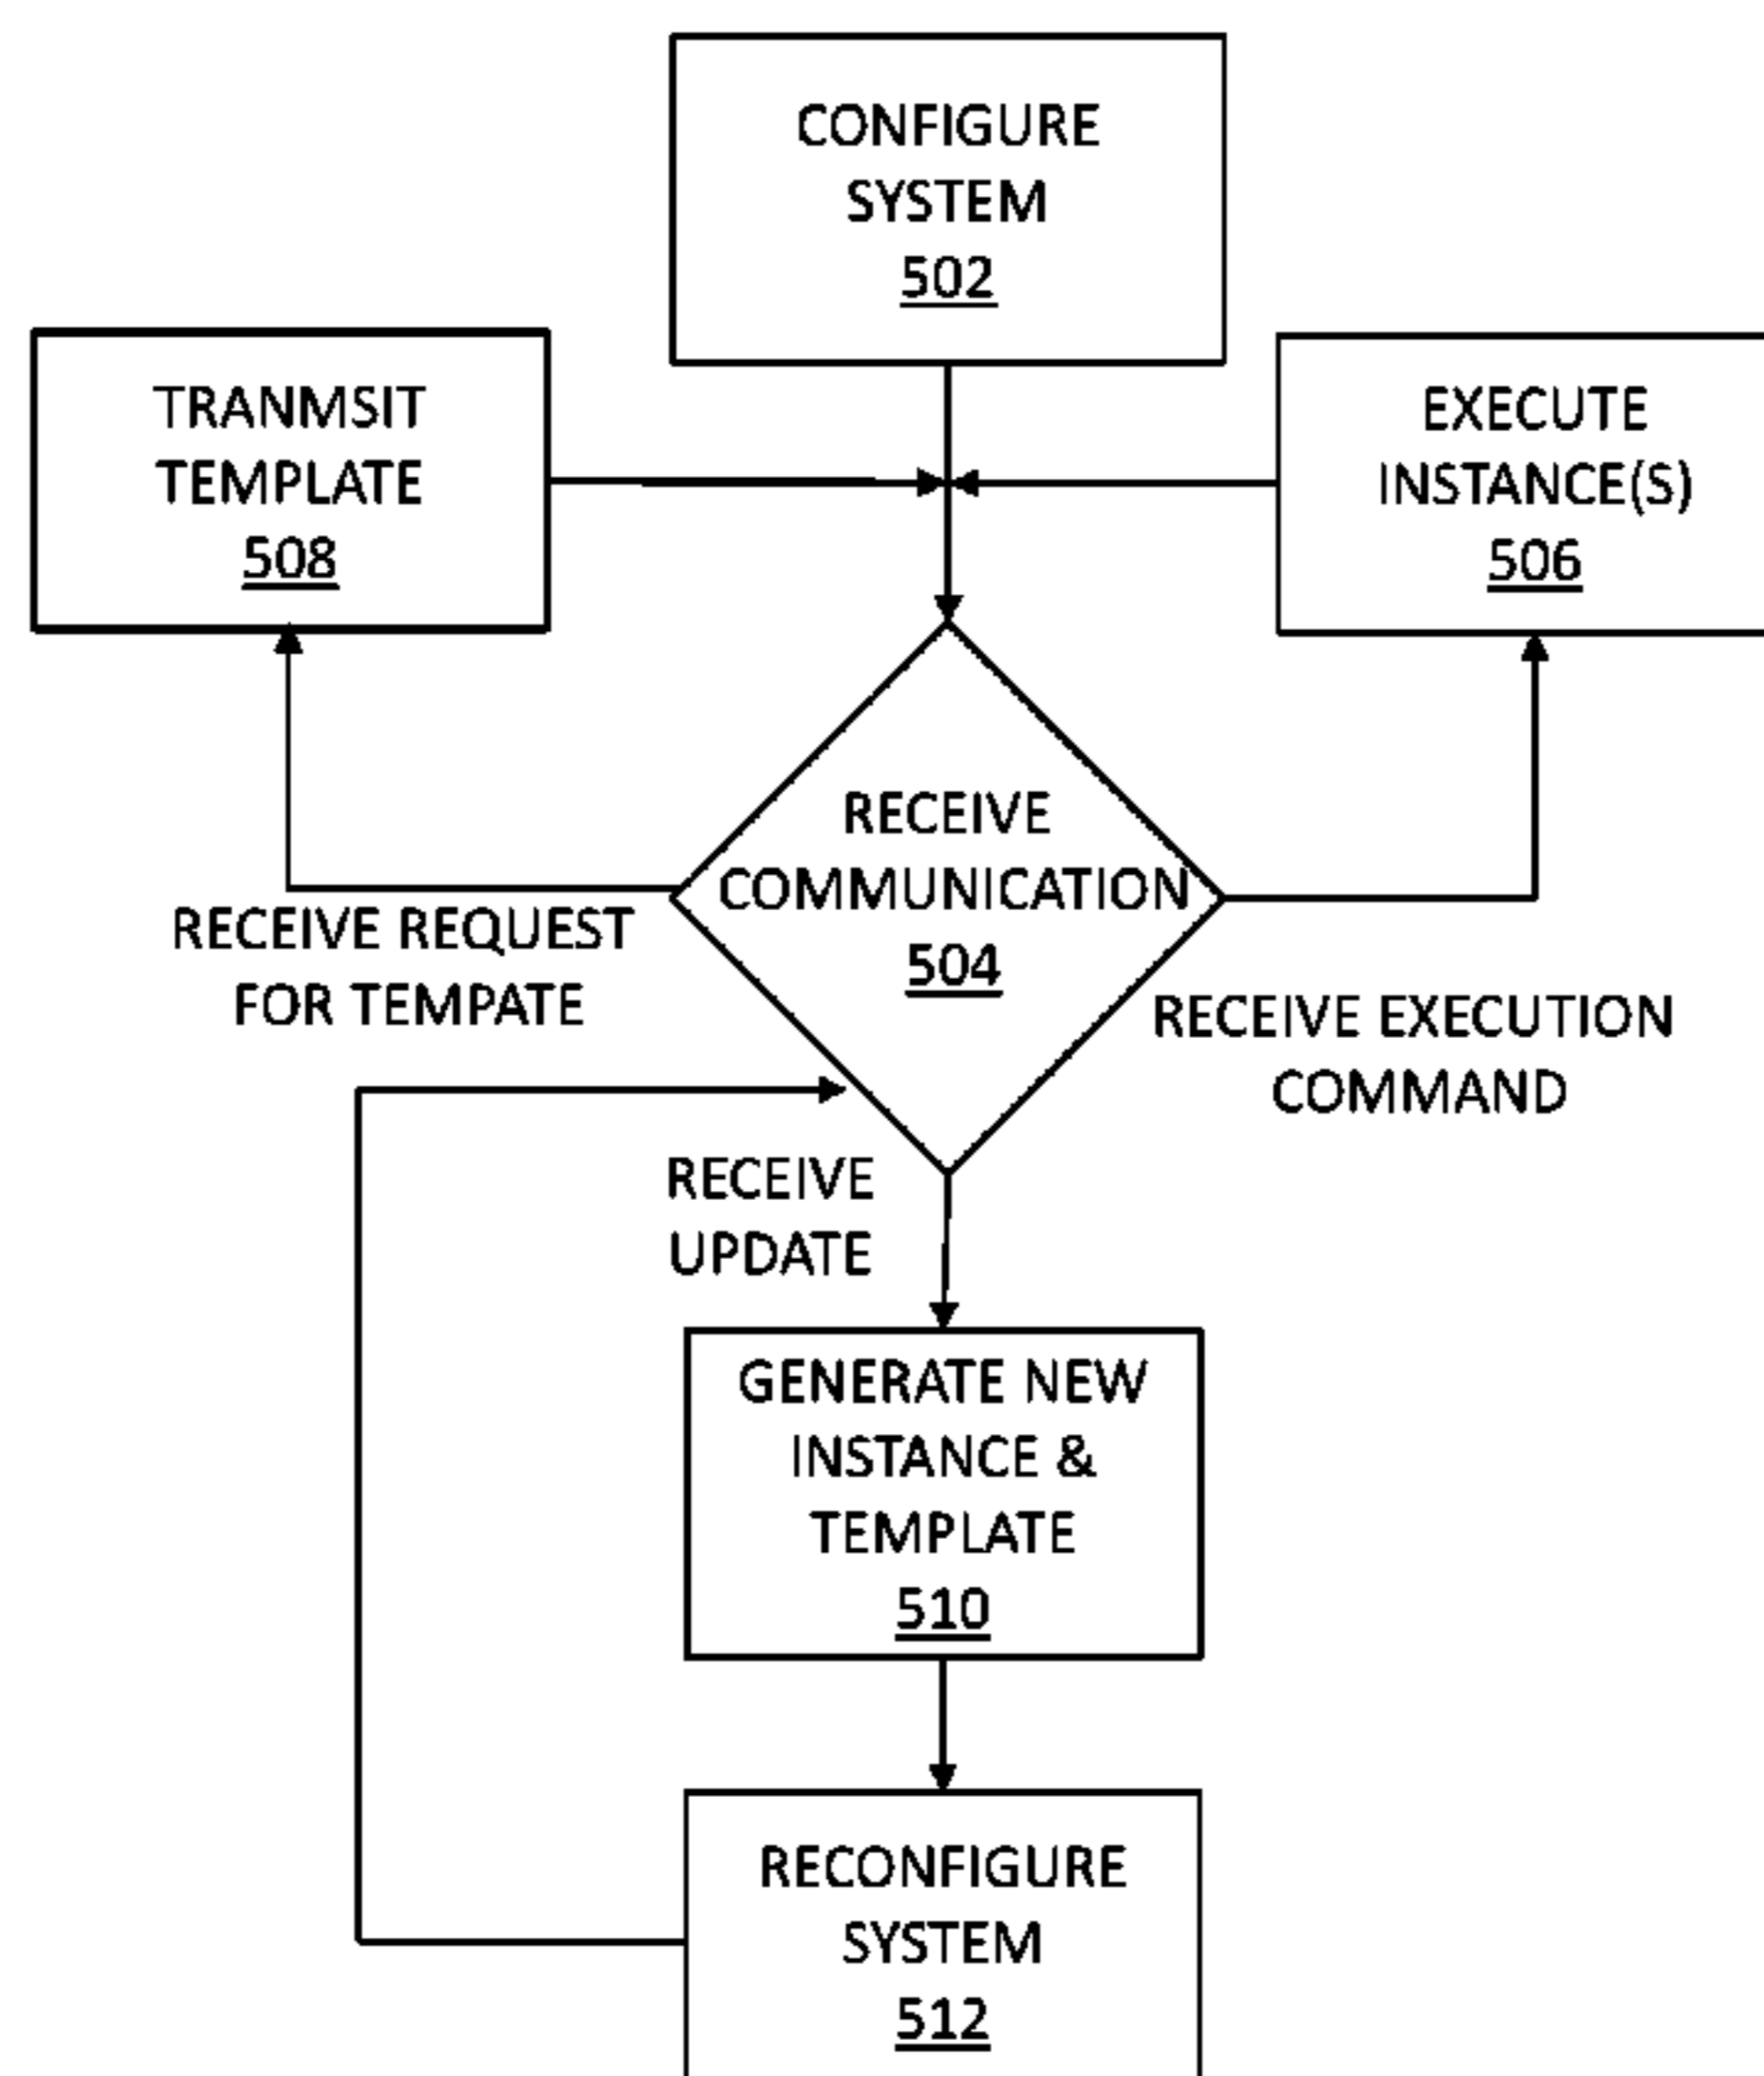 CONFIGURE
SYSTEM
502
TRANMSIT
TEMPLATE
508
EXECUTE
INSTANCE(S)
506
RECEIVE
COMMUNICATION
504
RECEIVE REQUEST
FOR TEMPATE
RECEIVE EXECUTION
COMMAND
RECEIVE
UPDATE
GENERATE NEW
INSTANCE &
TEMPLATE
510
RECONFIGURE
SYSTEM
512